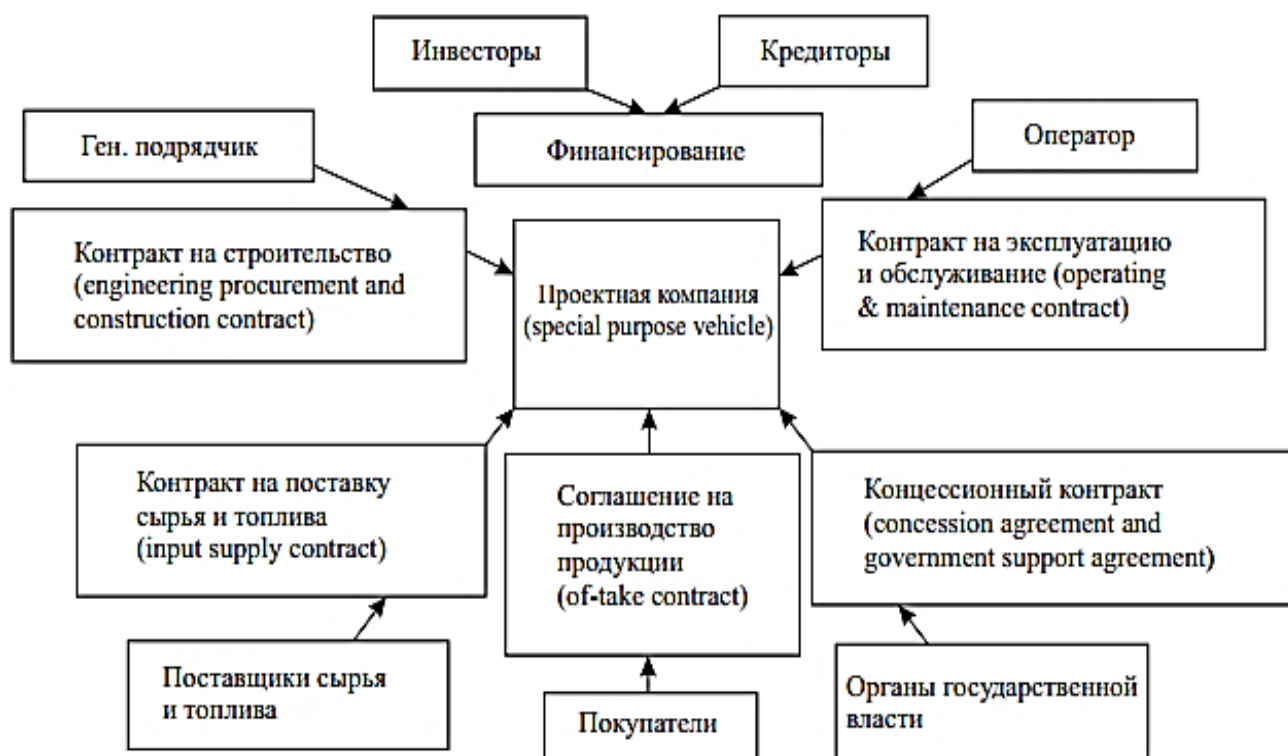 Инвесторы
Кредиторы
Ген. подрядчик
Финансирование
Оператор
Контракт на строительство
(engineering procurement and
construction contract)
Проектная компания
(special purpose vehicle)
Контракт на эксплуатацию
и обслуживание (operating
& maintenance contract)
Контракт на поставку
сырья и топлива
(input supply contract)
Соглашение на
производство
продукции
(of-take contract)
Концессионный контракт
(concession agreement and
government support agreement)
Поставщики сырья
и топлива
Покупатели
Органы государственной
власти